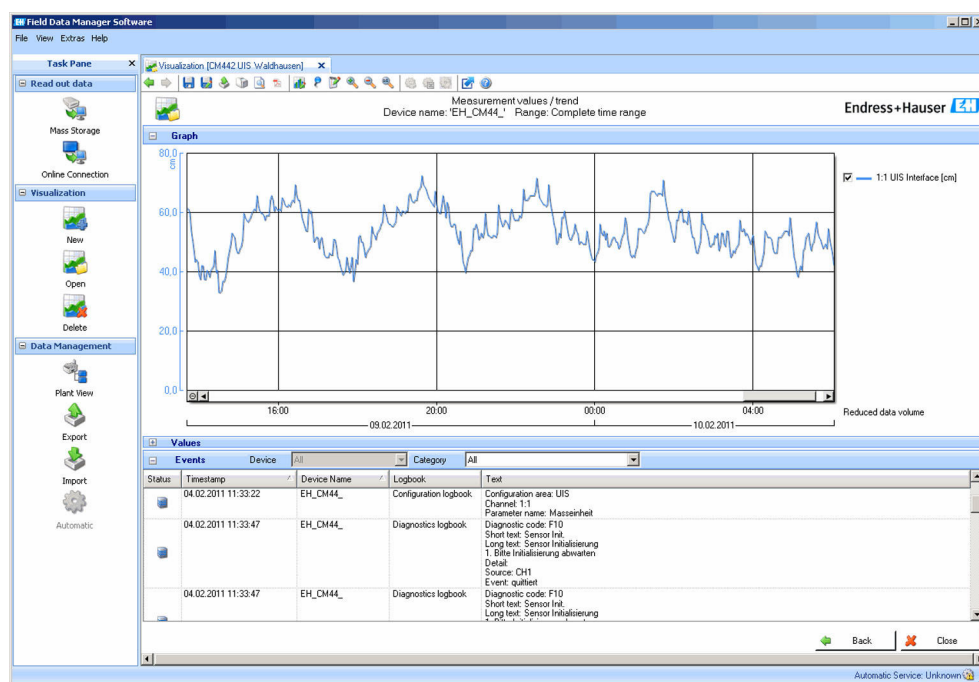 Field Data Manager Software
File View Extras Help
Task Pane
Read out data
Mass Storage
Online Connection
Visualization
New
Open
Delete
Data Management
Plant View
Export
Import
Automatic
Visualization [CM442 UIS Waldhausen]
Measurement values / trend
Device name: 'EH_CM44_' Range: Complete time range
Endress+Hauser EH
Graph
80,0
cm
60,0
40,0
20,0
0,0
16:00 20:00 00:00 04:00
09.02.2011 10.02.2011
1:1 UIS Interface [cm]
Reduced data volume
Values
Events Device All Category All
Status Timestamp Device Name Logbook Text
04.02.2011 11:33:22 EH_CM44_ Configuration logbook Configuration area: UIS
Channel: 1:1
Parameter name: Masseinheit
04.02.2011 11:33:47 EH_CM44_ Diagnostics logbook Diagnostic code: F10
Short text: Sensor Init.
Long text: Sensor Initialisierung
1. Bitte Initialisierung abwarten
Detail:
Source: CH1
Event: quittiert
04.02.2011 11:33:47 EH_CM44_ Diagnostics logbook Diagnostic code: F10
Short text: Sensor Init.
Long text: Sensor Initialisierung
Back Close
Automatic Service: Unknown